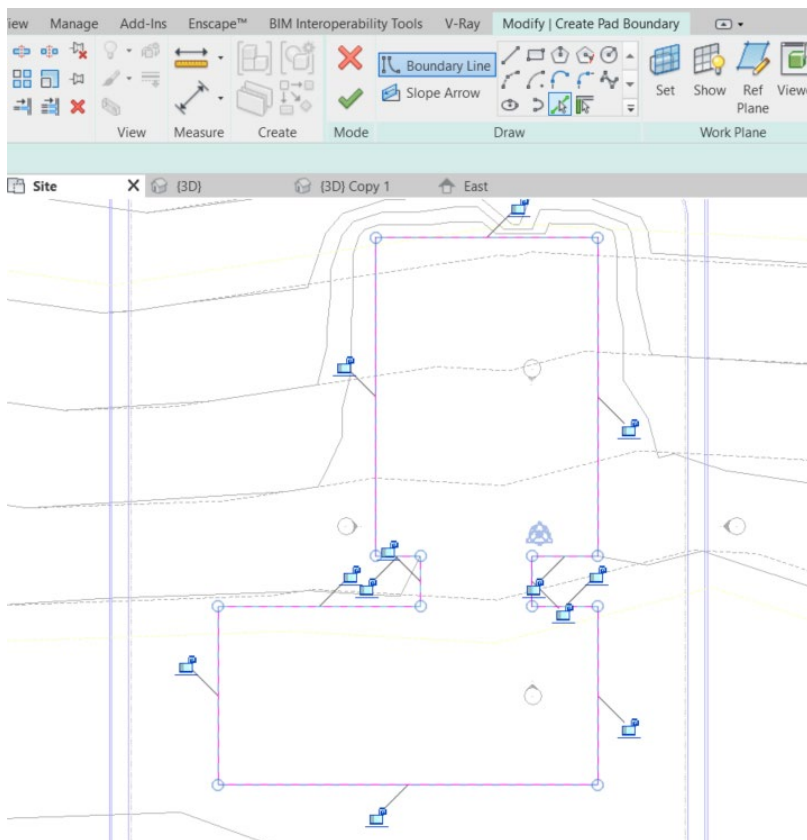 iew Manage Add-Ins Enscape™ BIM Interoperability Tools V-Ray Modify | Create Pad Boundary
Boundary Line
Slope Arrow
Set Show Ref Plane Viewe
View Measure Create Mode Draw Work Plane
Site {3D} {3D} Copy 1 East